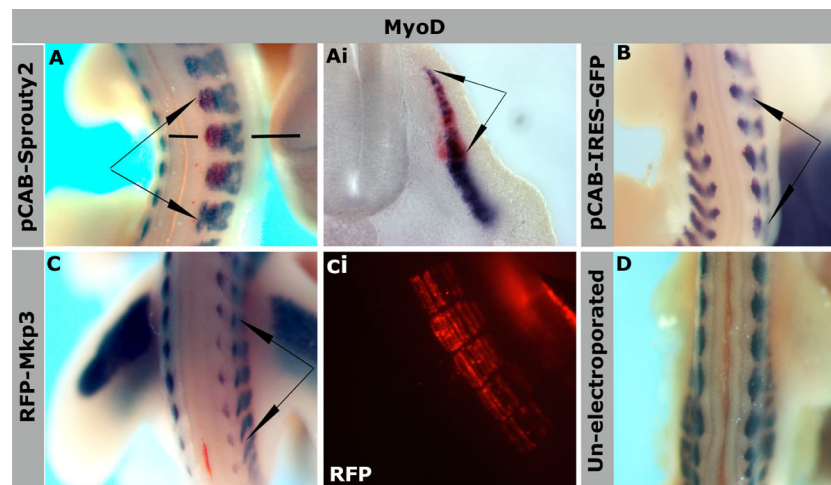 MyoD
pCAB-Sprouty2
A
Ai
pCAB-IRES-GFP
B
RFP-Mkp3
C
ci
RFP
Un-electroporated
D